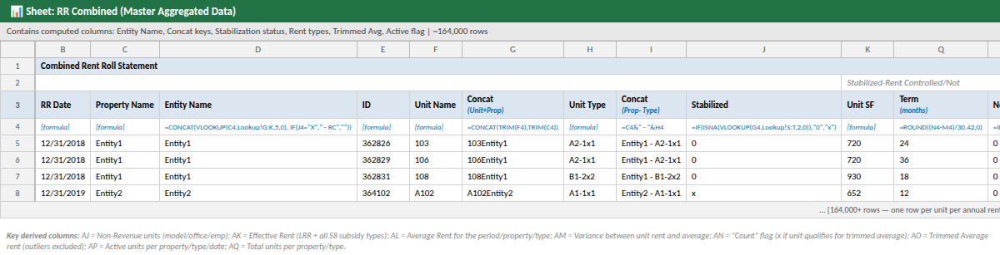 📊 Sheet: RR Combined (Master Aggregated Data)
Contains computed columns: Entity Name, Concat keys, Stabilization status, Rent types, Trimmed Avg, Active flag | ~164,000 rows
B C D E F G H I J K Q
1 Combined Rent Roll Statement
2 Stabilized-Rent Controlled/Not
3 RR Date Property Name Entity Name ID Unit Name Concat (Unit+Prop) Unit Type Concat (Prop- Type) Stabilized Unit SF Term (months)
4 [formula] [formula] =CONCAT(VLOOKUP(C4,Lookup!G:K,5,0), IF(J4="X"," - RC","")) [formula] [formula] =CONCAT(TRIM(F4),TRIM(C4)) [formula] =C4&" - "&H4 =IF(ISNA(VLOOKUP(G4,Lookup!S:T,2,0)),"0","x") [formula] =ROUND((N4-M4)/30.42,0)
5 12/31/2018 Entity1 Entity1 362826 103 103Entity1 A2-1x1 Entity1 - A2-1x1 0 720 24 0
6 12/31/2018 Entity1 Entity1 362829 106 106Entity1 A2-1x1 Entity1 - A2-1x1 0 720 36 0
7 12/31/2018 Entity1 Entity1 362831 108 108Entity1 B1-2x2 Entity1 - B1-2x2 0 930 18 0
8 12/31/2019 Entity2 Entity2 364102 A102 A102Entity2 A1-1x1 Entity2 - A1-1x1 x 652 12 0
... [164,000+ rows — one row per unit per annual
Key derived columns: AJ = Non-Revenue units (model/office/emp); AK = Effective Rent (LRR + all 58 subsidy types); AL = Average Rent for the period/property/type; AM = Variance between unit rent and average; AN = "Count" flag (x if unit qualifies for trimmed average); AO = Trimmed Average
rent (outliers excluded); AP = Active units per property/type/date; AQ = Total units per property/type.